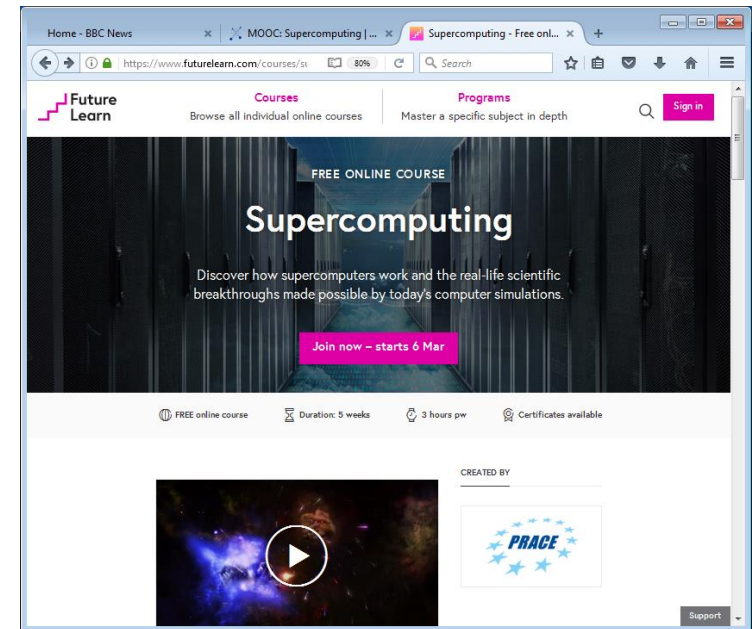 Home - BBC News
MOOC: Supercomputing | ...
Supercomputing - Free onl...
https://www.futurelearn.com/courses/su
80%
Search
Future
Learn
Courses
Browse all individual online courses
Programs
Master a specific subject in depth
Sign in
FREE ONLINE COURSE
Supercomputing
Discover how supercomputers work and the real-life scientific
breakthroughs made possible by today's computer simulations.
Join now – starts 6 Mar
FREE online course
Duration: 5 weeks
3 hours pw
Certificates available
CREATED BY
PRACE
Support